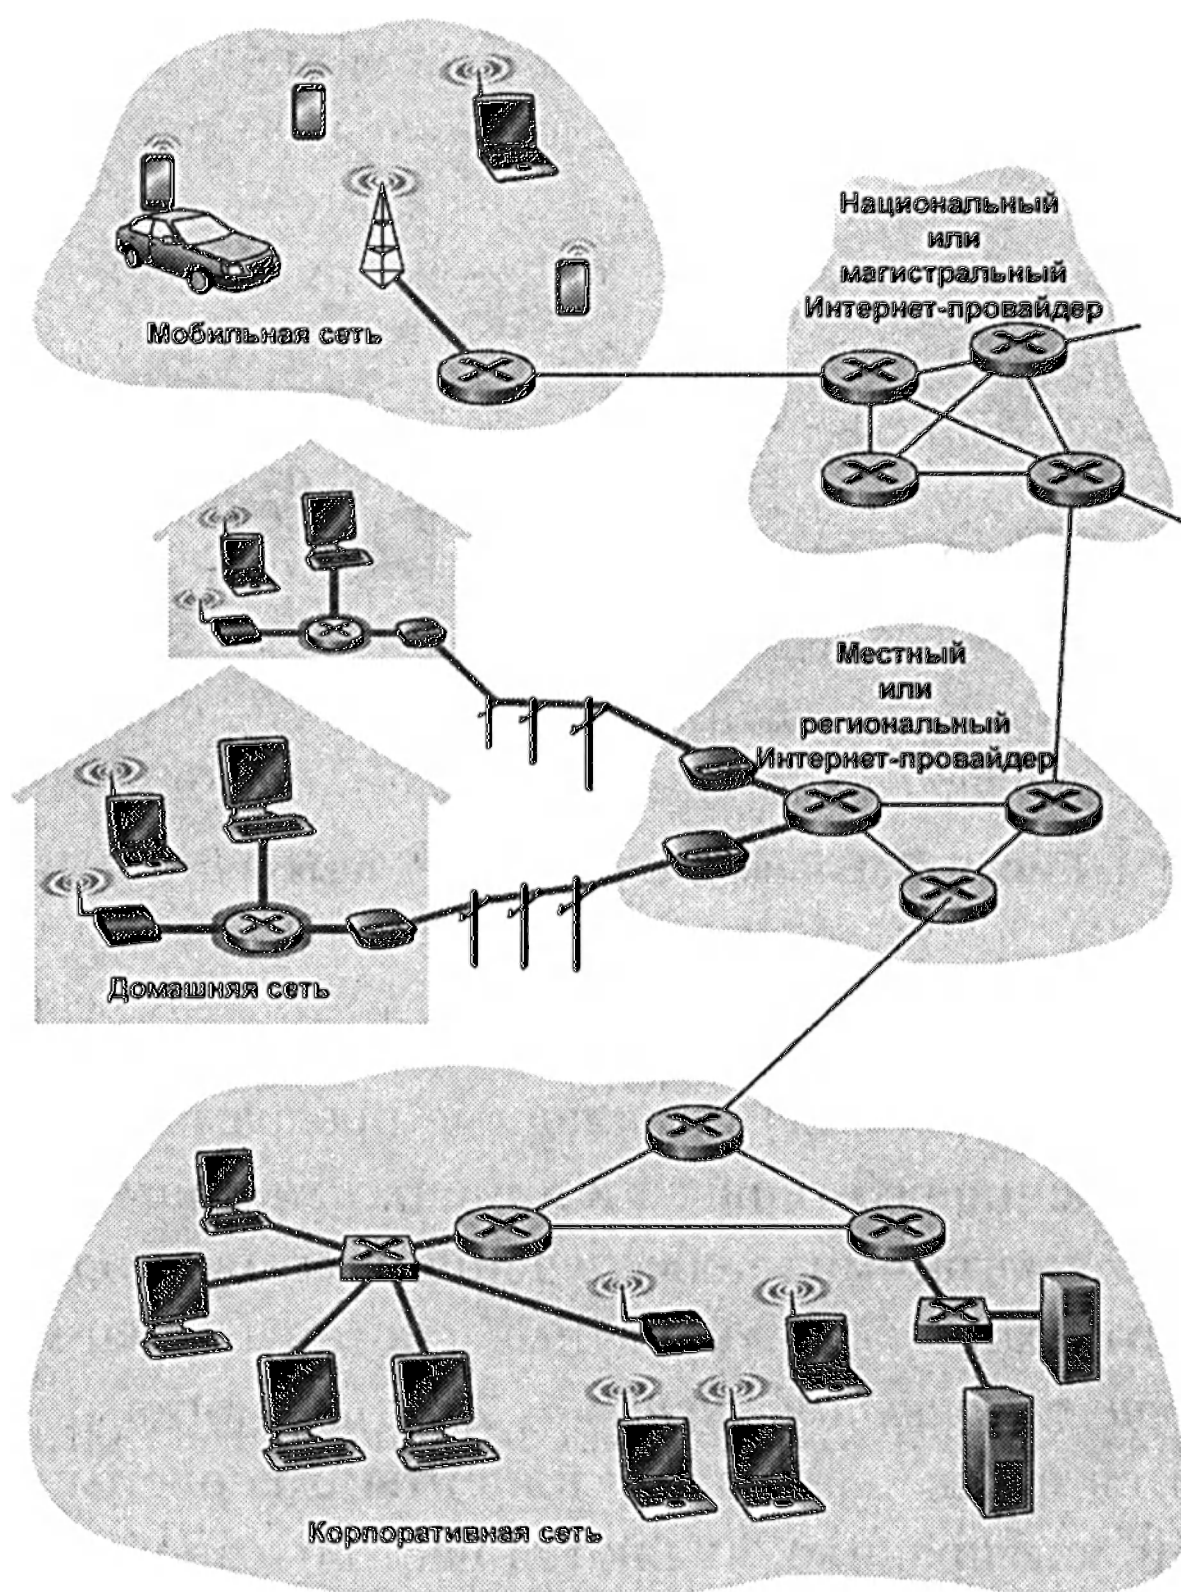 Национальный
или
магистральный
Интернет-провайдер
Мобильная сеть
Местный
или
региональный
Интернет-провайдер
Домашняя сеть
Корпоративная сеть